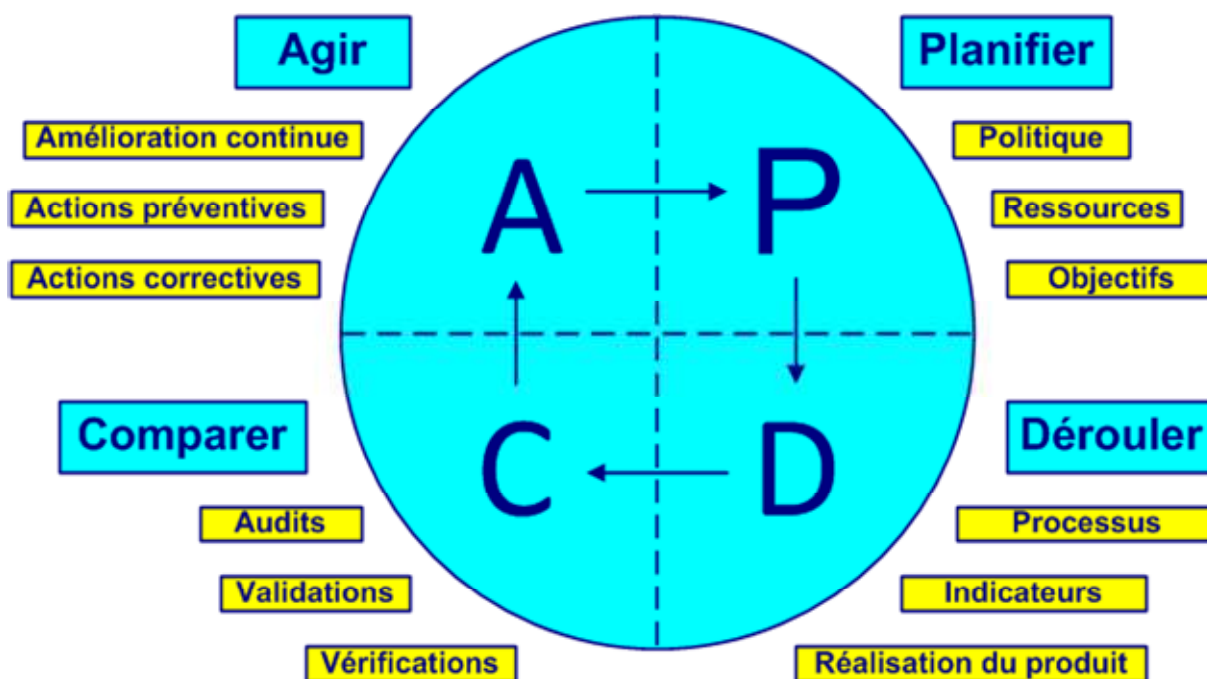 Agir
Planifier
Amélioration continue
Politique
Actions préventives
Ressources
Actions correctives
Objectifs
A
P
C
D
Comparer
Dérouler
Audits
Processus
Validations
Indicateurs
Vérifications
Réalisation du produit